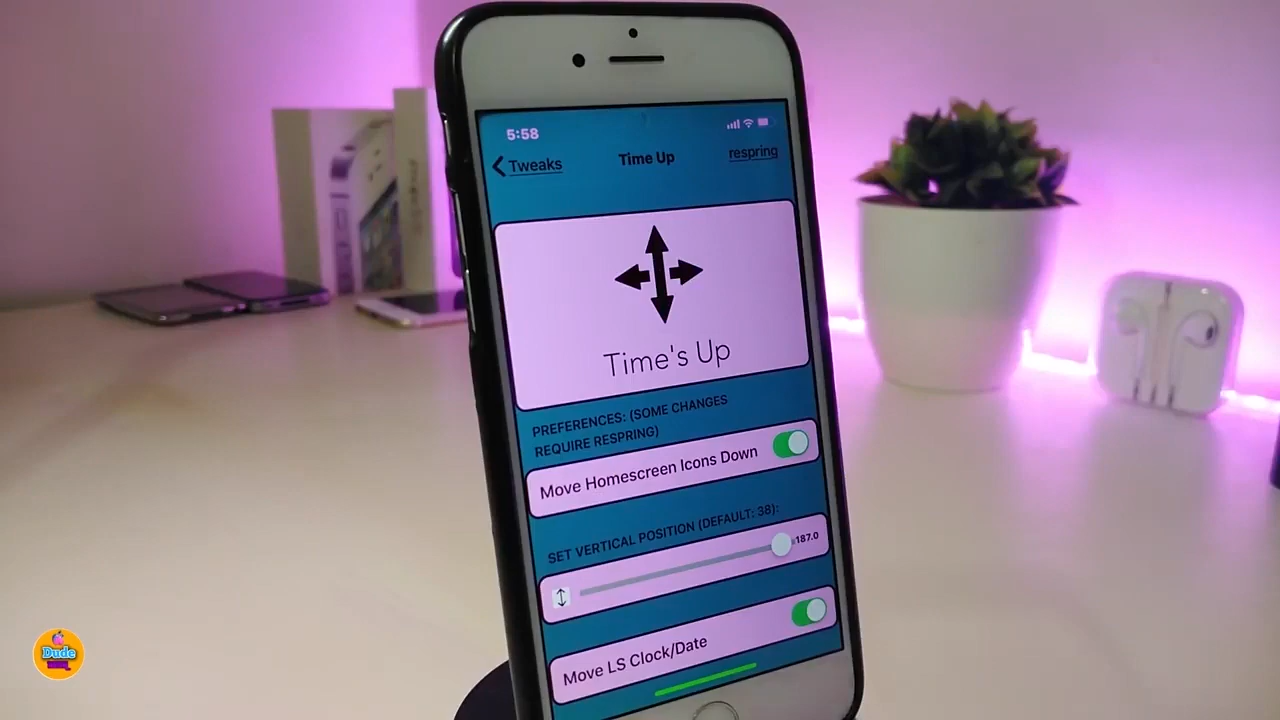 5:58
Tweaks
Time Up
respring
Time's Up
PREFERENCES: (SOME CHANGES
REQUIRE RESPRING)
Move Homescreen Icons Down
SET VERTICAL POSITION (DEFAULT: 38):
187.0
Move LS Clock/Date
Dude